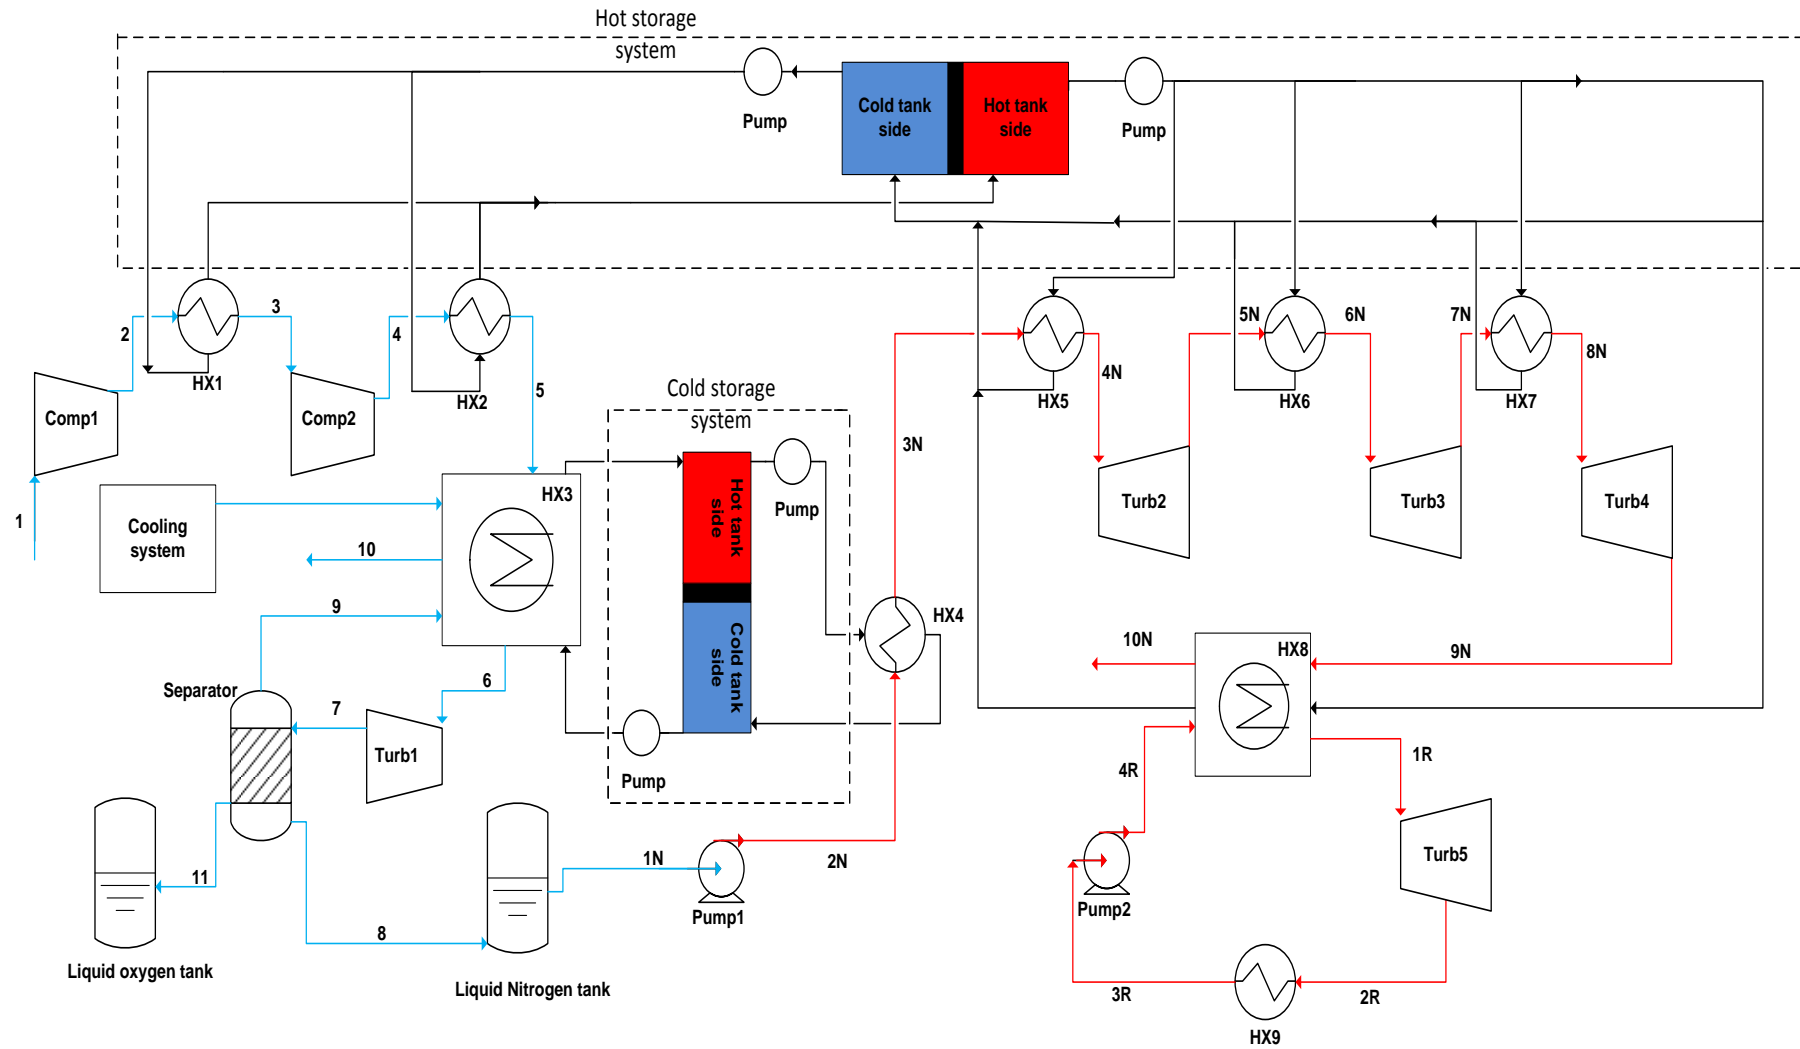 Hot storage
system
Cold tank
side
Hot tank
side
Pump
Pump
2
3
4
5
HX1
HX2
Comp1
Comp2
1
Cooling
system
10
9
HX3
Cold storage
system
Hot tank
side
Cold tank
side
Pump
Pump
3N
HX4
HX5
4N
5N
HX6
6N
7N
HX7
8N
Turb2
Turb3
Turb4
6
Separator
7
Turb1
11
8
Liquid oxygen tank
Liquid Nitrogen tank
1N
Pump1
2N
10N
HX8
9N
4R
1R
Pump2
Turb5
3R
2R
HX9